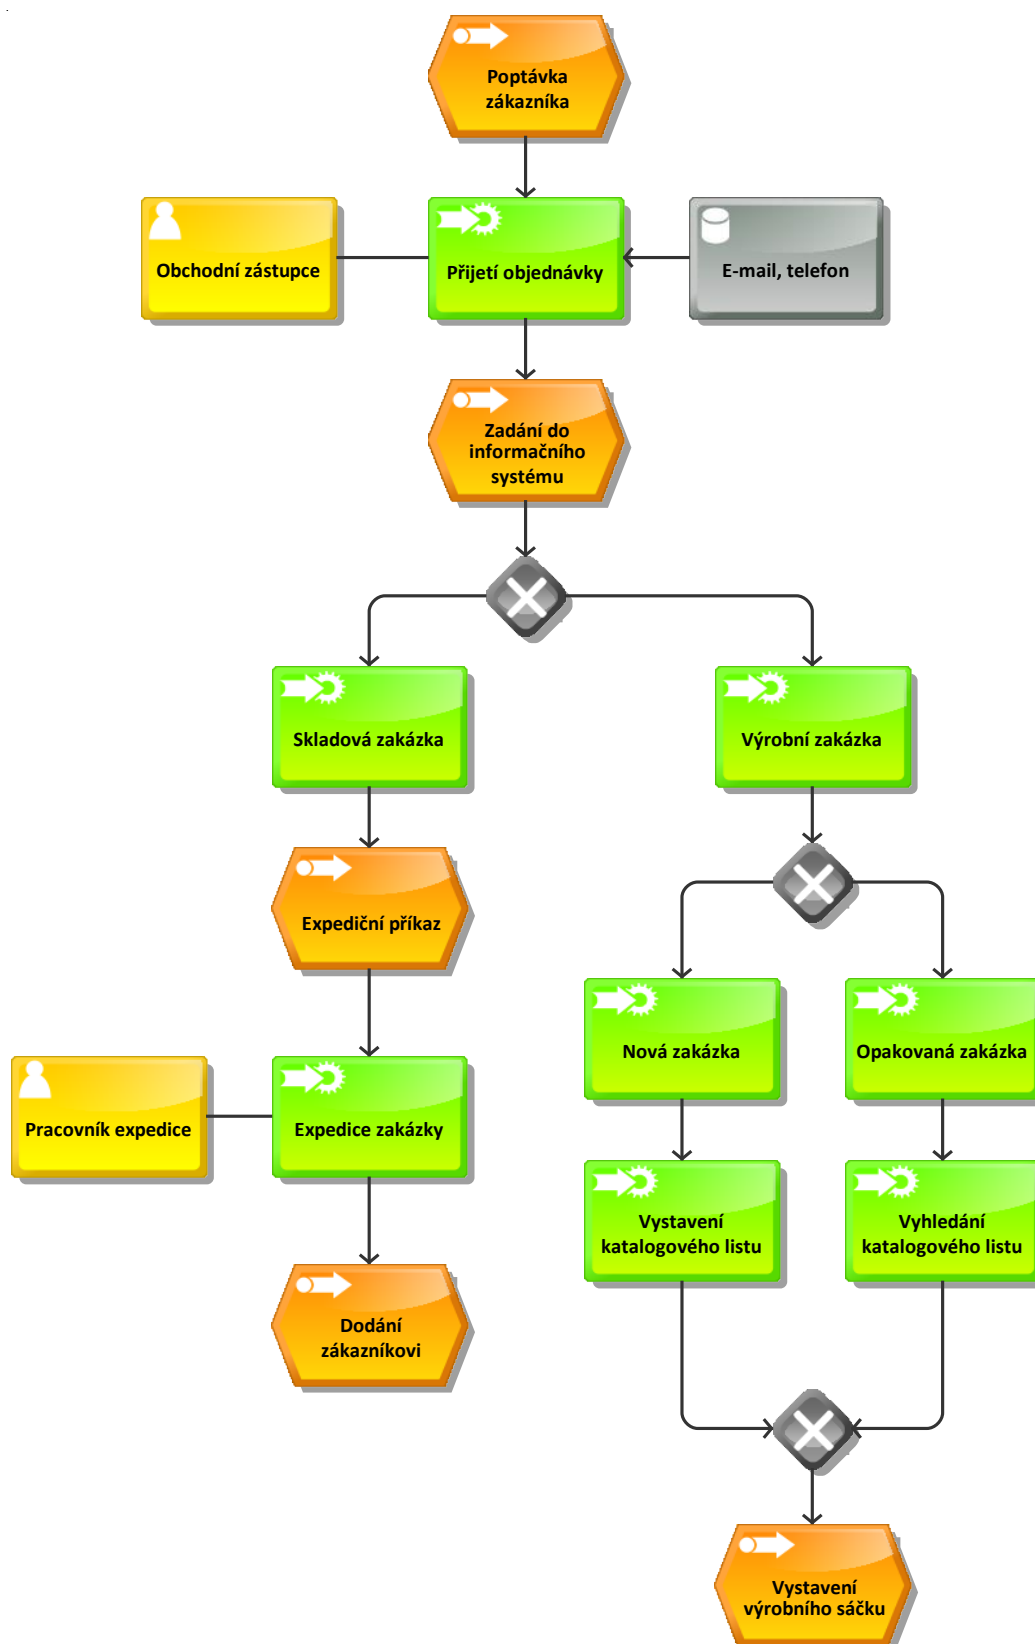 Poptávka
zákazníka
Obchodní zástupce
Přijetí objednávky
E-mail, telefon
Zadání do
informačního
systému
Skladová zakázka
Výrobní zakázka
Expediční příkaz
Nová zakázka
Opakovaná zakázka
Pracovník expedice
Expedice zakázky
Vystavení
katalogového listu
Vyhledání
katalogového listu
Dodání
zákazníkovi
Vystavení
výrobního sáčku